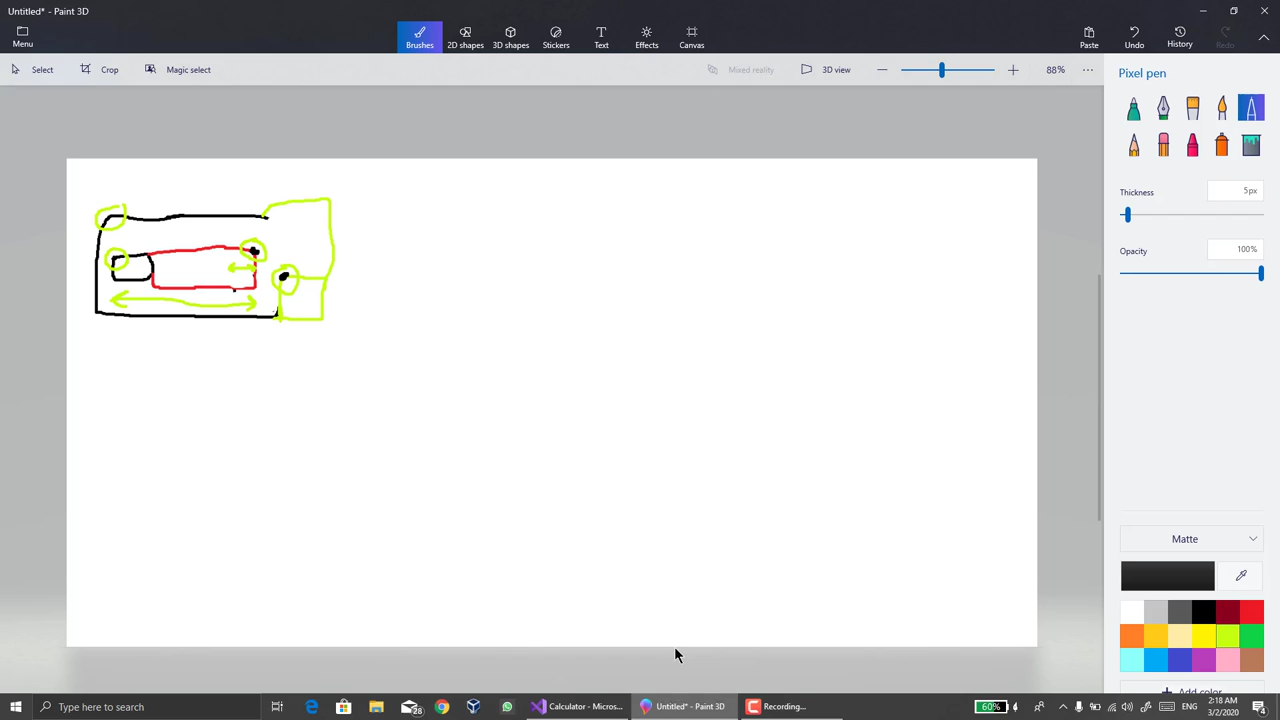 Untitled* - Paint 3D
Menu
Brushes
2D shapes
3D shapes
Stickers
Text
Effects
Canvas
Paste
Undo
History
Redo
Select
Crop
Magic select
Mixed reality
3D view
88%
Pixel pen
Thickness
5px
Opacity
100%
Matte
Add color
Type here to search
26
Calculator - Micros...
Untitled* - Paint 3D
Recording...
60%
ENG
2:18 AM
3/2/2020
4